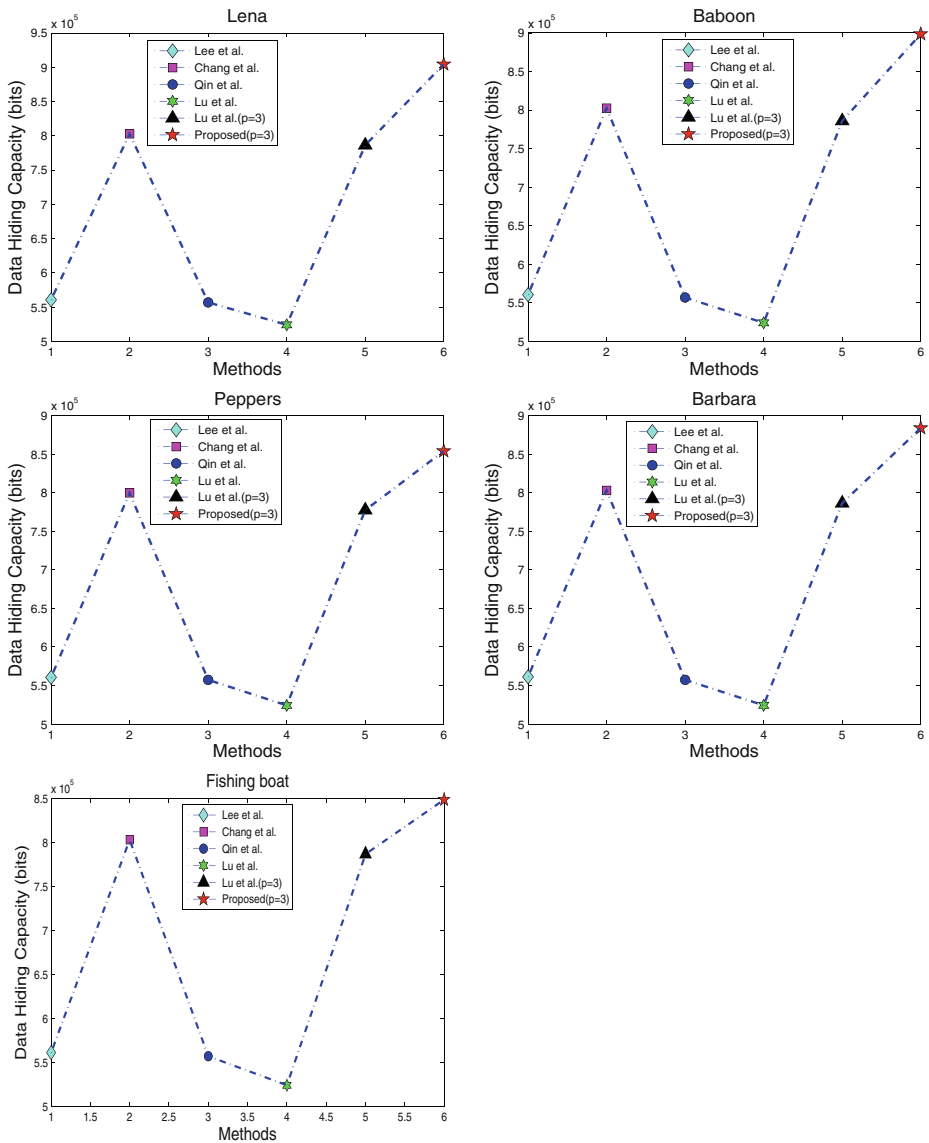 Lena
x 10^5
9.5
9
8.5
8
7.5
7
6.5
6
5.5
5
Data Hiding Capacity (bits)
Lee et al.
Chang et al.
Qin et al.
Lu et al.
Lu et al.(p=3)
Proposed(p=3)
1 2 3 4 5 6
Methods
Baboon
x 10^5
9
8.5
8
7.5
7
6.5
6
5.5
5
Data Hiding Capacity (bits)
Lee et al.
Chang et al.
Qin et al.
Lu et al.
Lu et al.(p=3)
Proposed(p=3)
1 2 3 4 5 6
Methods
Peppers
x 10^5
9
8.5
8
7.5
7
6.5
6
5.5
5
Data Hiding Capacity (bits)
Lee et al.
Chang et al.
Qin et al.
Lu et al.
Lu et al.(p=3)
Proposed(p=3)
1 2 3 4 5 6
Methods
Barbara
x 10^5
9
8.5
8
7.5
7
6.5
6
5.5
5
Data Hiding Capacity (bits)
Lee et al.
Chang et al.
Qin et al.
Lu et al.
Lu et al.(p=3)
Proposed(p=3)
1 2 3 4 5 6
Methods
Fishing boat
x 10^5
8.5
8
7.5
7
6.5
6
5.5
5
Data Hiding Capacity (bits)
Lee et al.
Chang et al.
Qin et al.
Lu et al.
Lu et al.(p=3)
Proposed(p=3)
1 1.5 2 2.5 3 3.5 4 4.5 5 5.5 6
Methods